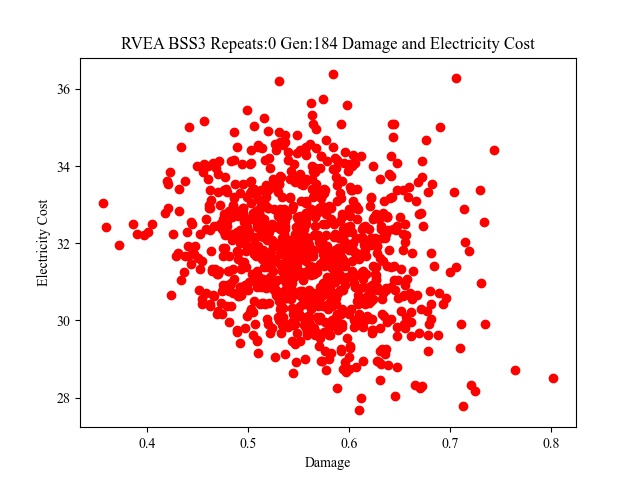 RVEA BSS3 Repeats:0 Gen:184 Damage and Electricity Cost
36
34
32
30
28
Electricity Cost
0.4 0.5 0.6 0.7 0.8
Damage